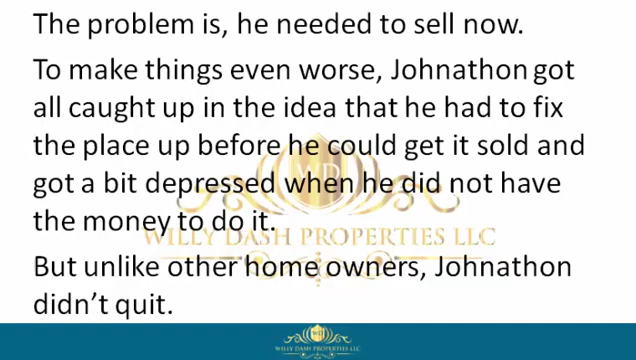 The problem is, he needed to sell now.
To make things even worse, Johnathon got
all caught up in the idea that he had to fix
the place up before he could get it sold and
got a bit depressed when he did not have
the money to do it.
WD
WILLY DASH PROPERTIES LLC
But unlike other home owners, Johnathon
didn’t quit.
WD
WILLY DASH PROPERTIES LLC